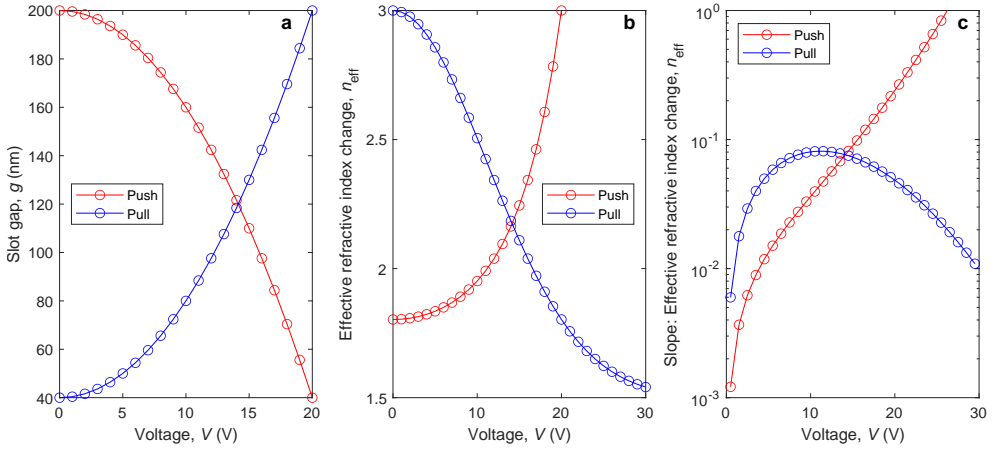 a
200
180
160
140
120
100
80
60
40
0
5
10
15
20
Slot gap, g (nm)
Voltage, V (V)
Push
Pull
b
3
2.5
2
1.5
0
10
20
30
Effective refractive index change, n_eff
Voltage, V (V)
Push
Pull
c
10^0
10^-1
10^-2
10^-3
0
10
20
30
Slope: Effective refractive index change, n_eff
Voltage, V (V)
Push
Pull